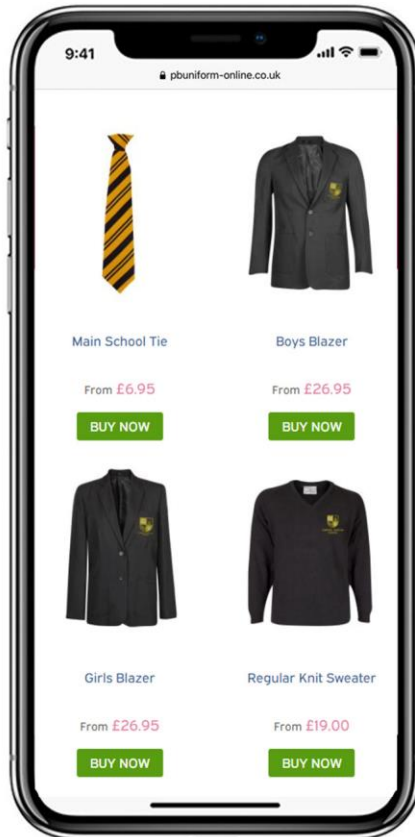 9:41
pbuniform-online.co.uk
Main School Tie
Boys Blazer
From £6.95
From £26.95
BUY NOW
BUY NOW
Girls Blazer
Regular Knit Sweater
From £26.95
From £19.00
BUY NOW
BUY NOW